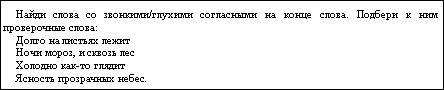 Найди слова со звонкими/глухими согласными на конце слова. Подбери к ним
проверочные слова:
Долго на листьях лежит
Ночи мороз, и сквозь лес
Холодно как-то глядит
Ясность прозрачных небес.